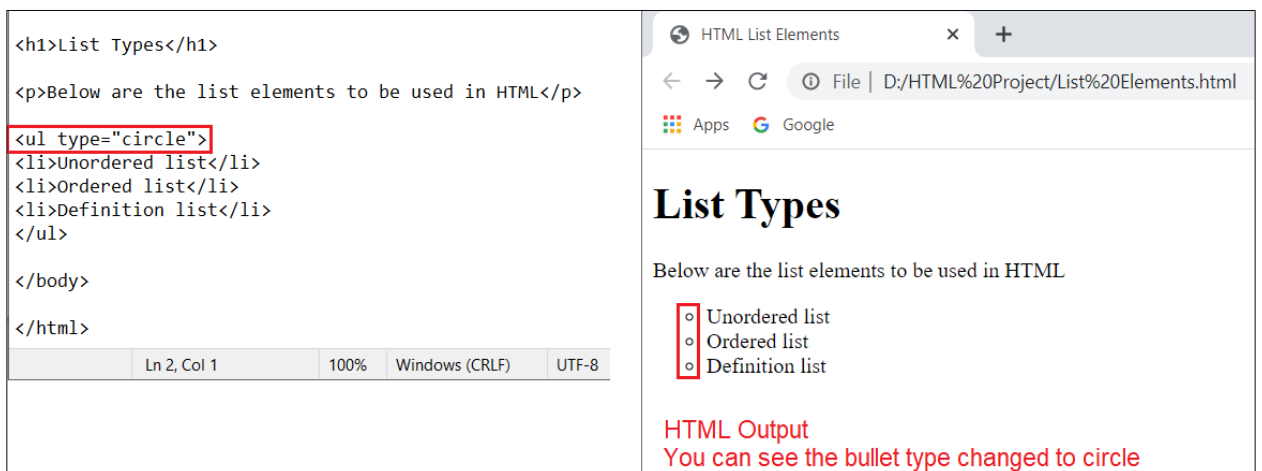 <h1>List Types</h1>
<p>Below are the list elements to be used in HTML</p>
<ul type="circle">
<li>Unordered list</li>
<li>Ordered list</li>
<li>Definition list</li>
</ul>
</body>
</html>
Ln 2, Col 1 100% Windows (CRLF) UTF-8
HTML List Elements
File | D:/HTML%20Project/List%20Elements.html
Apps G Google
List Types
Below are the list elements to be used in HTML
Unordered list
Ordered list
Definition list
HTML Output
You can see the bullet type changed to circle